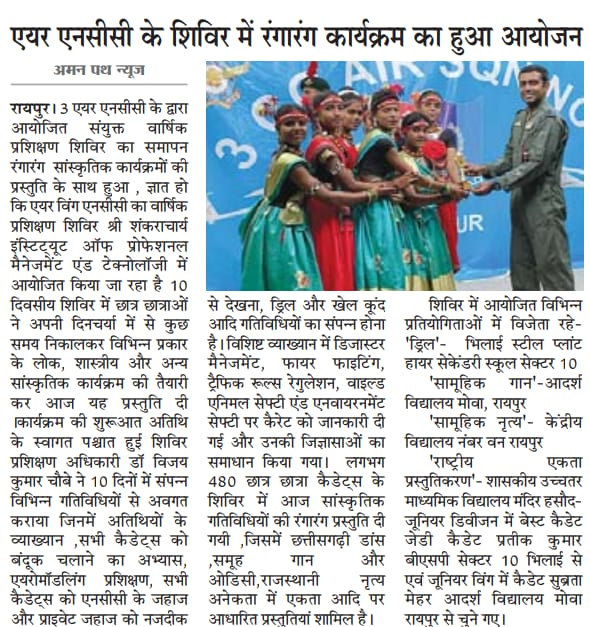 एयर एनसीसी के शिविर में रंगारंग कार्यक्रम का हुआ आयोजन
अमन पथ न्यूज
रायपुर। 3 एयर एनसीसी के द्वारा
आयोजित संयुक्त वार्षिक
प्रशिक्षण शिविर का समापन
रंगारंग सांस्कृतिक कार्यक्रमों की
प्रस्तुति के साथ हुआ , ज्ञात हो
कि एयर विंग एनसीसी का वार्षिक
प्रशिक्षण शिविर श्री शंकराचार्य
इंस्टिट्यूट ऑफ प्रोफेशनल
मैनेजमेंट एंड टेक्नोलॉजी में
आयोजित किया जा रहा है 10
दिवसीय शिविर में छात्र छात्राओं
ने अपनी दिनचर्या में से कुछ
समय निकालकर विभिन्न प्रकार
के लोक, शास्त्रीय और अन्य
सांस्कृतिक कार्यक्रम की तैयारी
कर आज यह प्रस्तुति दी
।कार्यक्रम की शुरूआत अतिथि
के स्वागत पश्चात हुई शिविर
प्रशिक्षण अधिकारी डॉ विजय
कुमार चौबे ने 10 दिनों में संपन्न
विभिन्न गतिविधियों से अवगत
कराया जिनमें अतिथियों के
व्याख्यान ,सभी कैडेट्स को
बंदूक चलाने का अभ्यास,
एयरोमॉडलिंग प्रशिक्षण, सभी
कैडेट्स को एनसीसी के जहाज
और प्राइवेट जहाज को नजदीक
3 CG AIR SQN NCC
UR
से देखना, ड्रिल और खेल कूंद
आदि गतिविधियों का संपन्न होना
है। विशिष्ट व्याख्यान में डिजास्टर
मैनेजमेंट, फायर फाइटिंग,
ट्रैफिक रूल्स रेगुलेशन, वाइल्ड
एनिमल सेफ्टी एंड एनवायरनमेंट
सेफ्टी पर कैरेट को जानकारी दी
गई और उनकी जिज्ञासाओं का
समाधान किया गया। लगभग
480 छात्र छात्रा कैडेट्स के
शिविर में आज सांस्कृतिक
गतिविधियों की रंगारंग प्रस्तुति दी
गयी ,जिसमें छत्तीसगढ़ी डांस
,समूह गान और
ओडिसी,राजस्थानी नृत्य
अनेकता में एकता आदि पर
आधारित प्रस्तुतियां शामिल है।
शिविर में आयोजित विभिन्न
प्रतियोगिताओं में विजेता रहे-
'ड्रिल'- भिलाई स्टील प्लांट
हायर सेकेंडरी स्कूल सेक्टर 10
'सामूहिक गान'-आदर्श
विद्यालय मोवा, रायपुर
'सामूहिक नृत्य'- केंद्रीय
विद्यालय नंबर वन रायपुर
'राष्ट्रीय एकता
प्रस्तुतिकरण'- शासकीय उच्चतर
माध्यमिक विद्यालय मंदिर हसौद-
जूनियर डिवीजन में बेस्ट कैडेट
जेडी कैडेट प्रतीक कुमार
बीएसपी सेक्टर 10 भिलाई से
एवं जूनियर विंग में कैडेट सुब्रता
मेहर आदर्श विद्यालय मोवा
रायपुर से चुने गए।